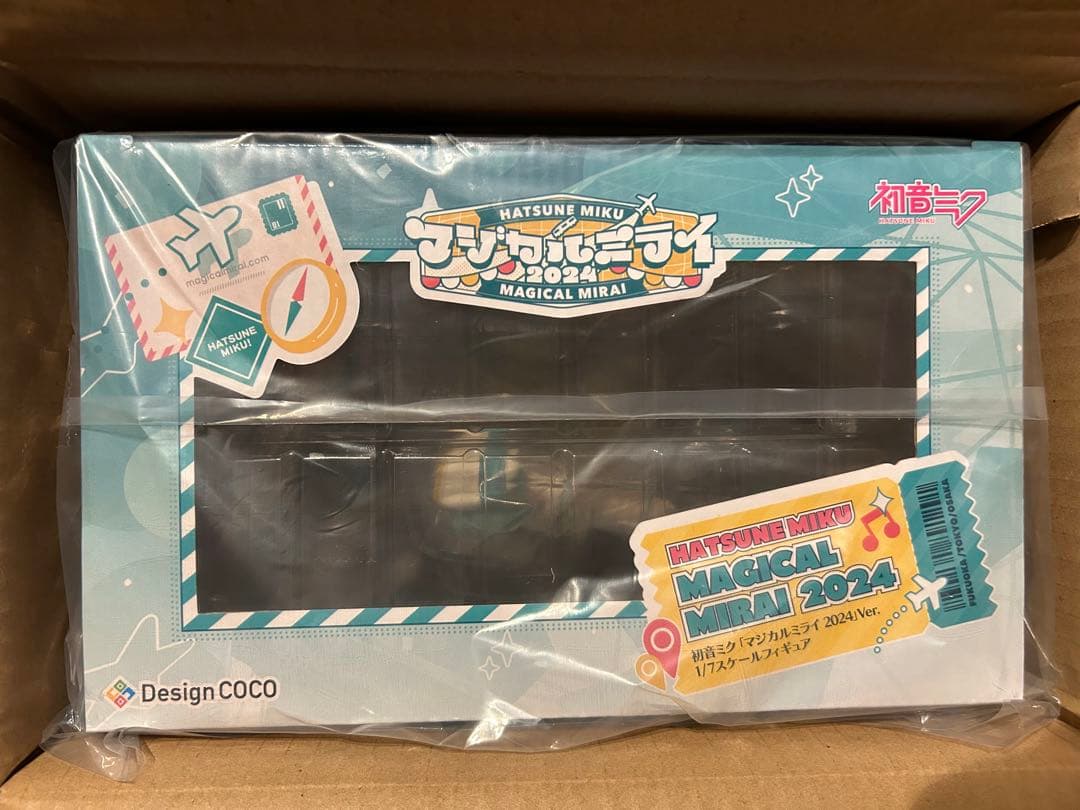 magicalmirai.com
11
01
HATSUNE MIKU!
HATSUNE MIKU
マジカルミライ
2024
MAGICAL MIRAI
初音ミク
HATSUNE MIKU
HATSUNE MIKU
MAGICAL
MIRAI 2024
初音ミク「マジカルミライ 2024」Ver.
1/7スケールフィギュア
FUKUOKA/TOKYO/OSAKA
Design COCO